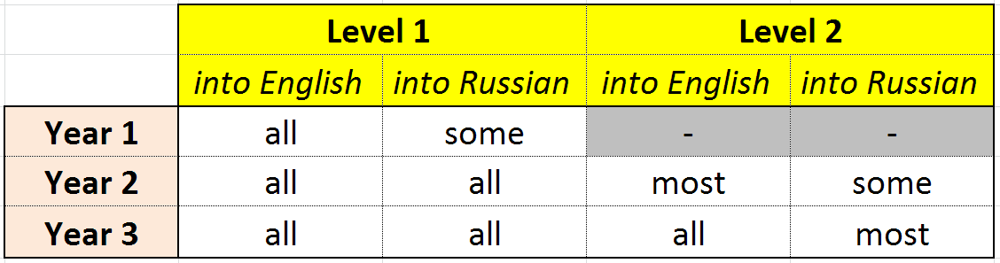 Level 1 Level 2
into English into Russian into English into Russian
Year 1 all some - -
Year 2 all all most some
Year 3 all all all most